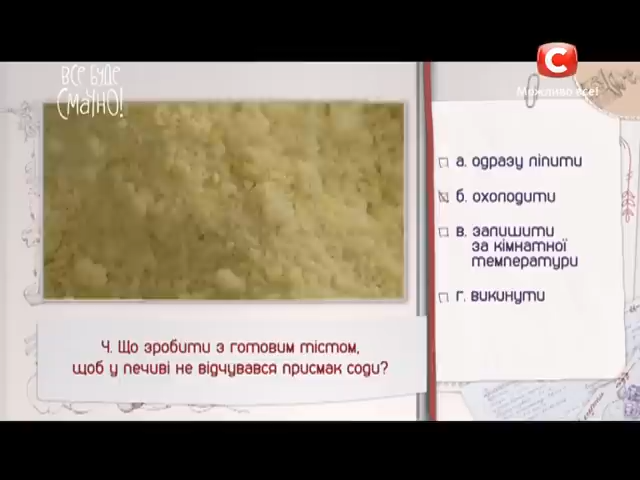 ВСЕ БУДЕ
СМАЧНО!
С
Можливо все!
а. одразу ліпити
б. охолодити
в. залишити
за кімнатної
температури
г. викинути
4. Що зробити з готовим тістом,
щоб у печиві не відчувався присмак соди?